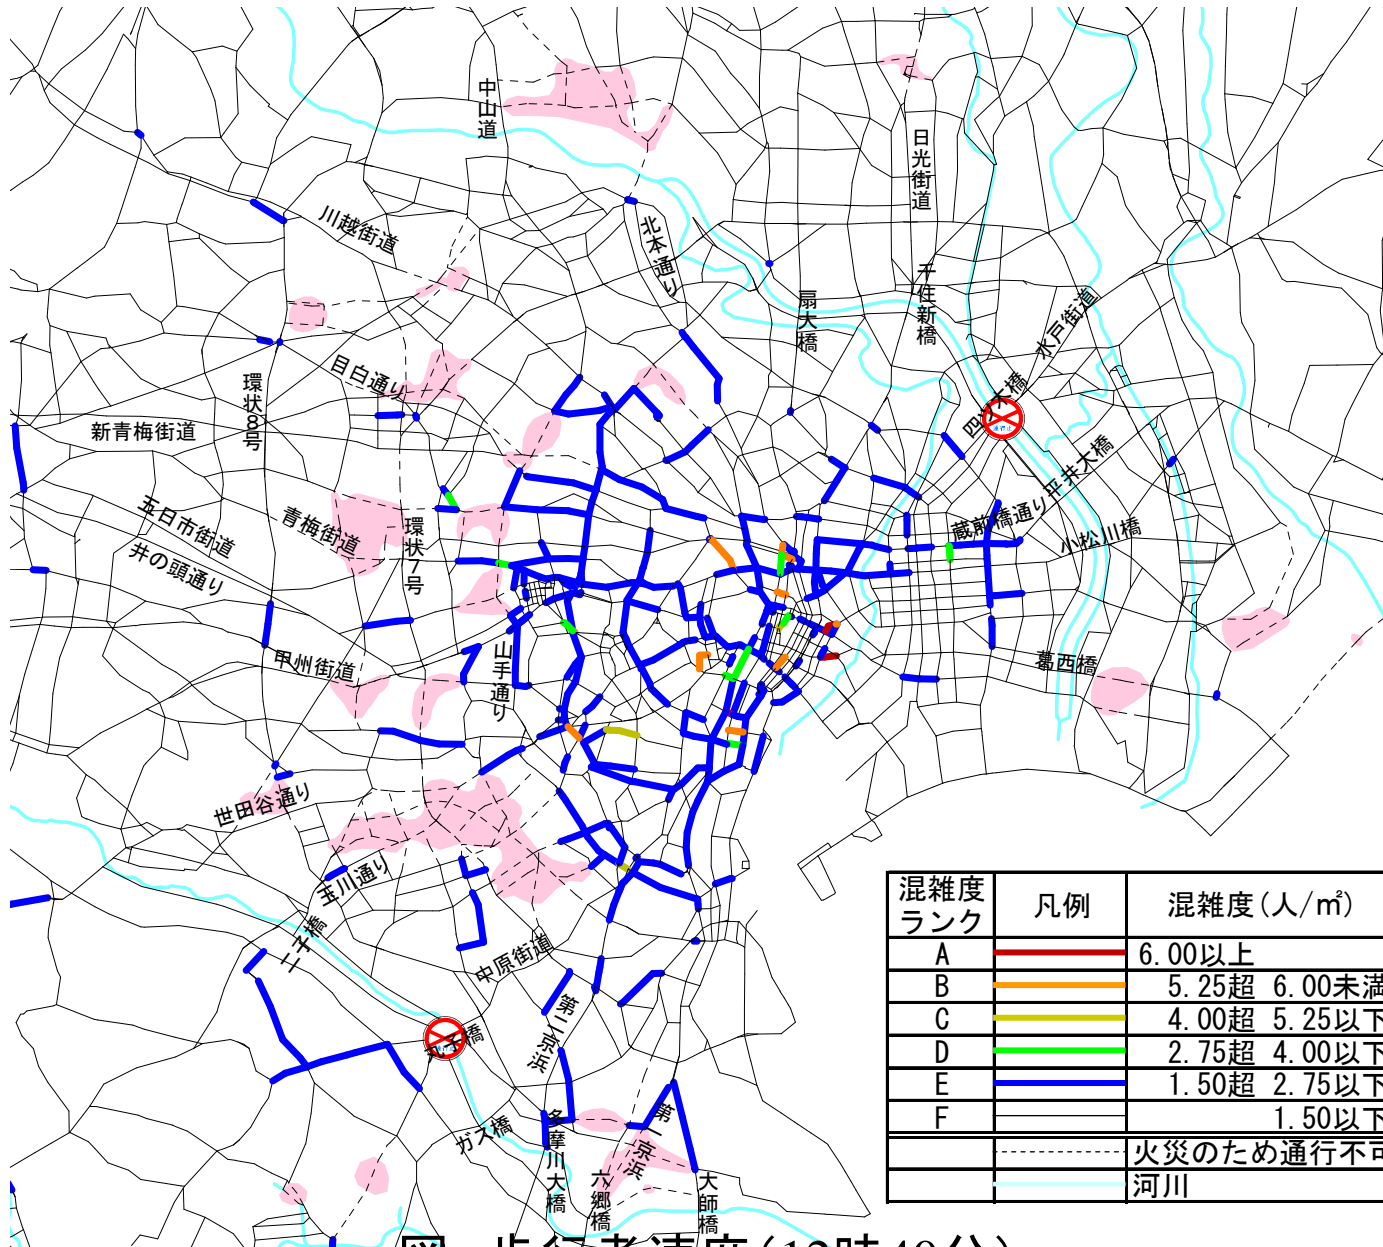 中山道
日光街道
川越街道
北本通り
千住新橋
扇大橋
水戸街道
目白通り
環状8号
四ツ木橋
新青梅街道
平井大橋
五日市街道
青梅街道
環状7号
蔵前橋通り
小松川橋
井の頭通り
甲州街道
山手通り
葛西橋
世田谷通り
玉川通り
二子橋
中原街道
第二京浜
丸子橋
ガス橋
多摩川大橋
第一京浜
六郷橋
大師橋
混雑度ランク 凡例 混雑度(人/㎡)
A 6.00以上
B 5.25超 6.00未満
C 4.00超 5.25以下
D 2.75超 4.00以下
E 1.50超 2.75以下
F 1.50以下
火災のため通行不可
河川